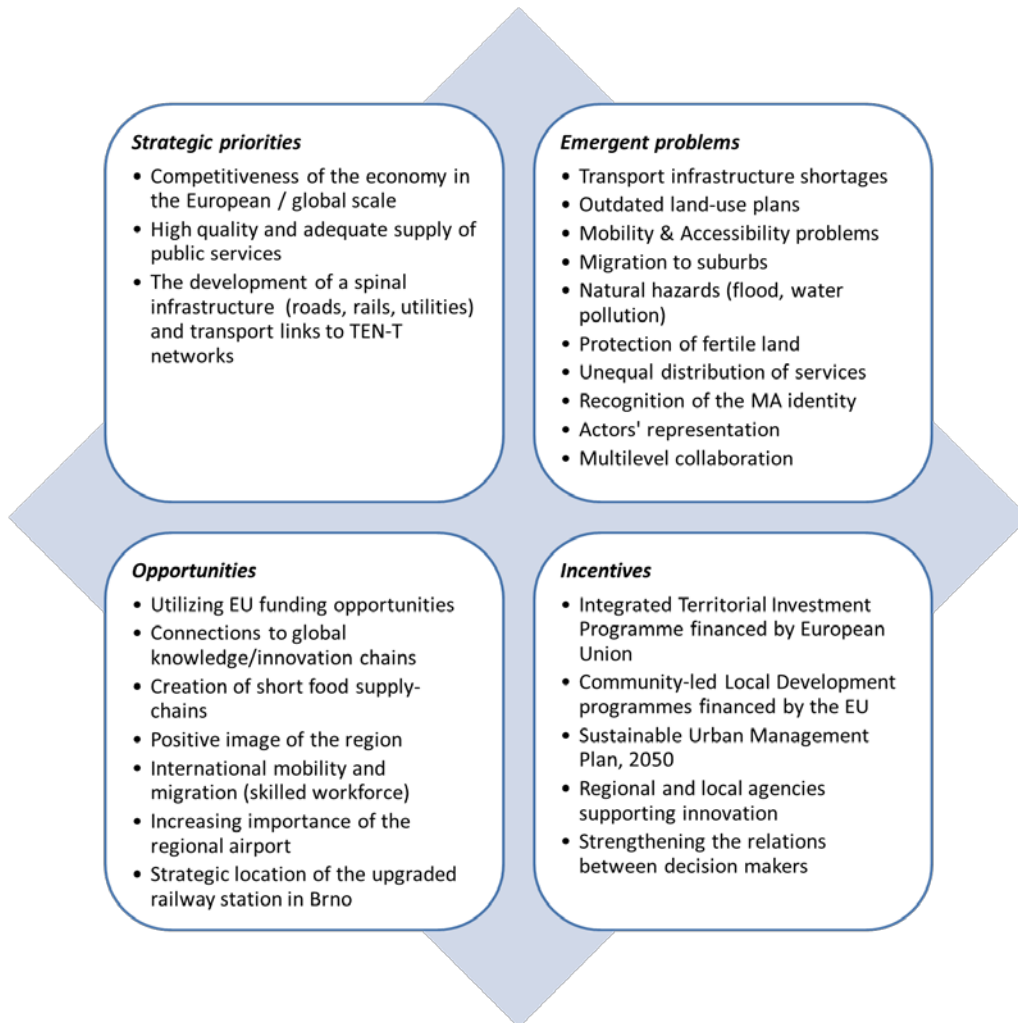 Strategic priorities
• Competitiveness of the economy in
the European / global scale
• High quality and adequate supply of
public services
• The development of a spinal
infrastructure (roads, rails, utilities)
and transport links to TEN-T
networks
Emergent problems
• Transport infrastructure shortages
• Outdated land-use plans
• Mobility & Accessibility problems
• Migration to suburbs
• Natural hazards (flood, water
pollution)
• Protection of fertile land
• Unequal distribution of services
• Recognition of the MA identity
• Actors' representation
• Multilevel collaboration
Opportunities
• Utilizing EU funding opportunities
• Connections to global
knowledge/innovation chains
• Creation of short food supply-
chains
• Positive image of the region
• International mobility and
migration (skilled workforce)
• Increasing importance of the
regional airport
• Strategic location of the upgraded
railway station in Brno
Incentives
• Integrated Territorial Investment
Programme financed by European
Union
• Community-led Local Development
programmes financed by the EU
• Sustainable Urban Management
Plan, 2050
• Regional and local agencies
supporting innovation
• Strengthening the relations
between decision makers